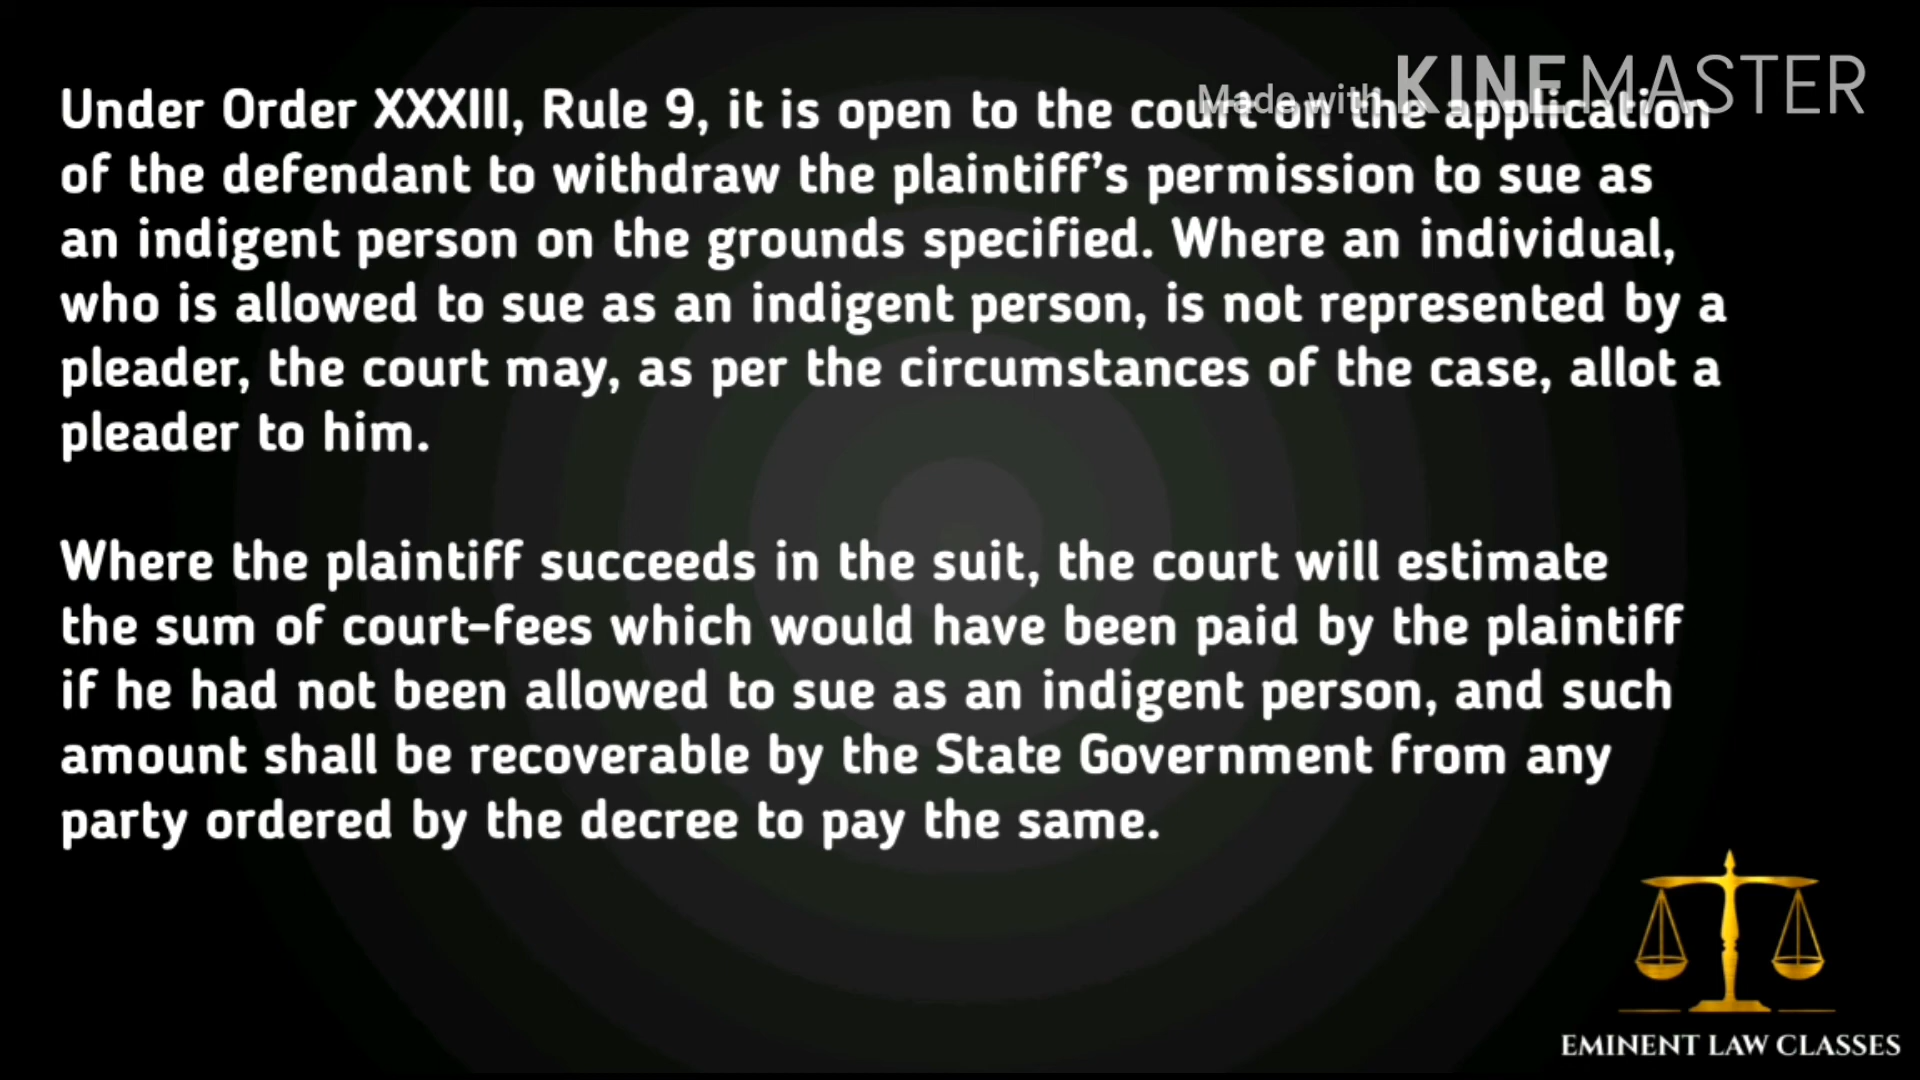 Made with KINEMASTER
Under Order XXXIII, Rule 9, it is open to the court on the application
of the defendant to withdraw the plaintiff’s permission to sue as
an indigent person on the grounds specified. Where an individual,
who is allowed to sue as an indigent person, is not represented by a
pleader, the court may, as per the circumstances of the case, allot a
pleader to him.
Where the plaintiff succeeds in the suit, the court will estimate
the sum of court-fees which would have been paid by the plaintiff
if he had not been allowed to sue as an indigent person, and such
amount shall be recoverable by the State Government from any
party ordered by the decree to pay the same.
EMINENT LAW CLASSES